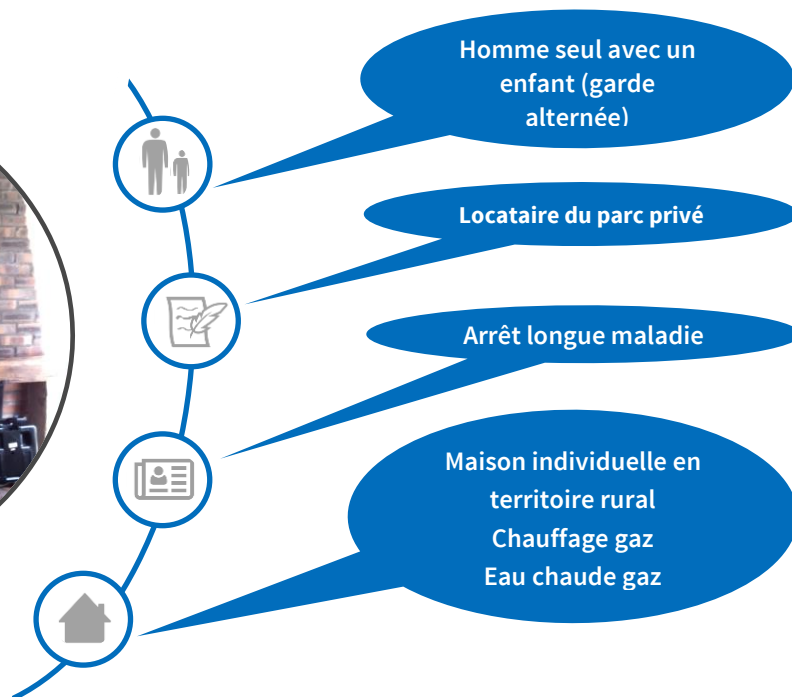 Homme seul avec un
enfant (garde
alternée)
Locataire du parc privé
Arrêt longue maladie
Maison individuelle en
territoire rural
Chauffage gaz
Eau chaude gaz